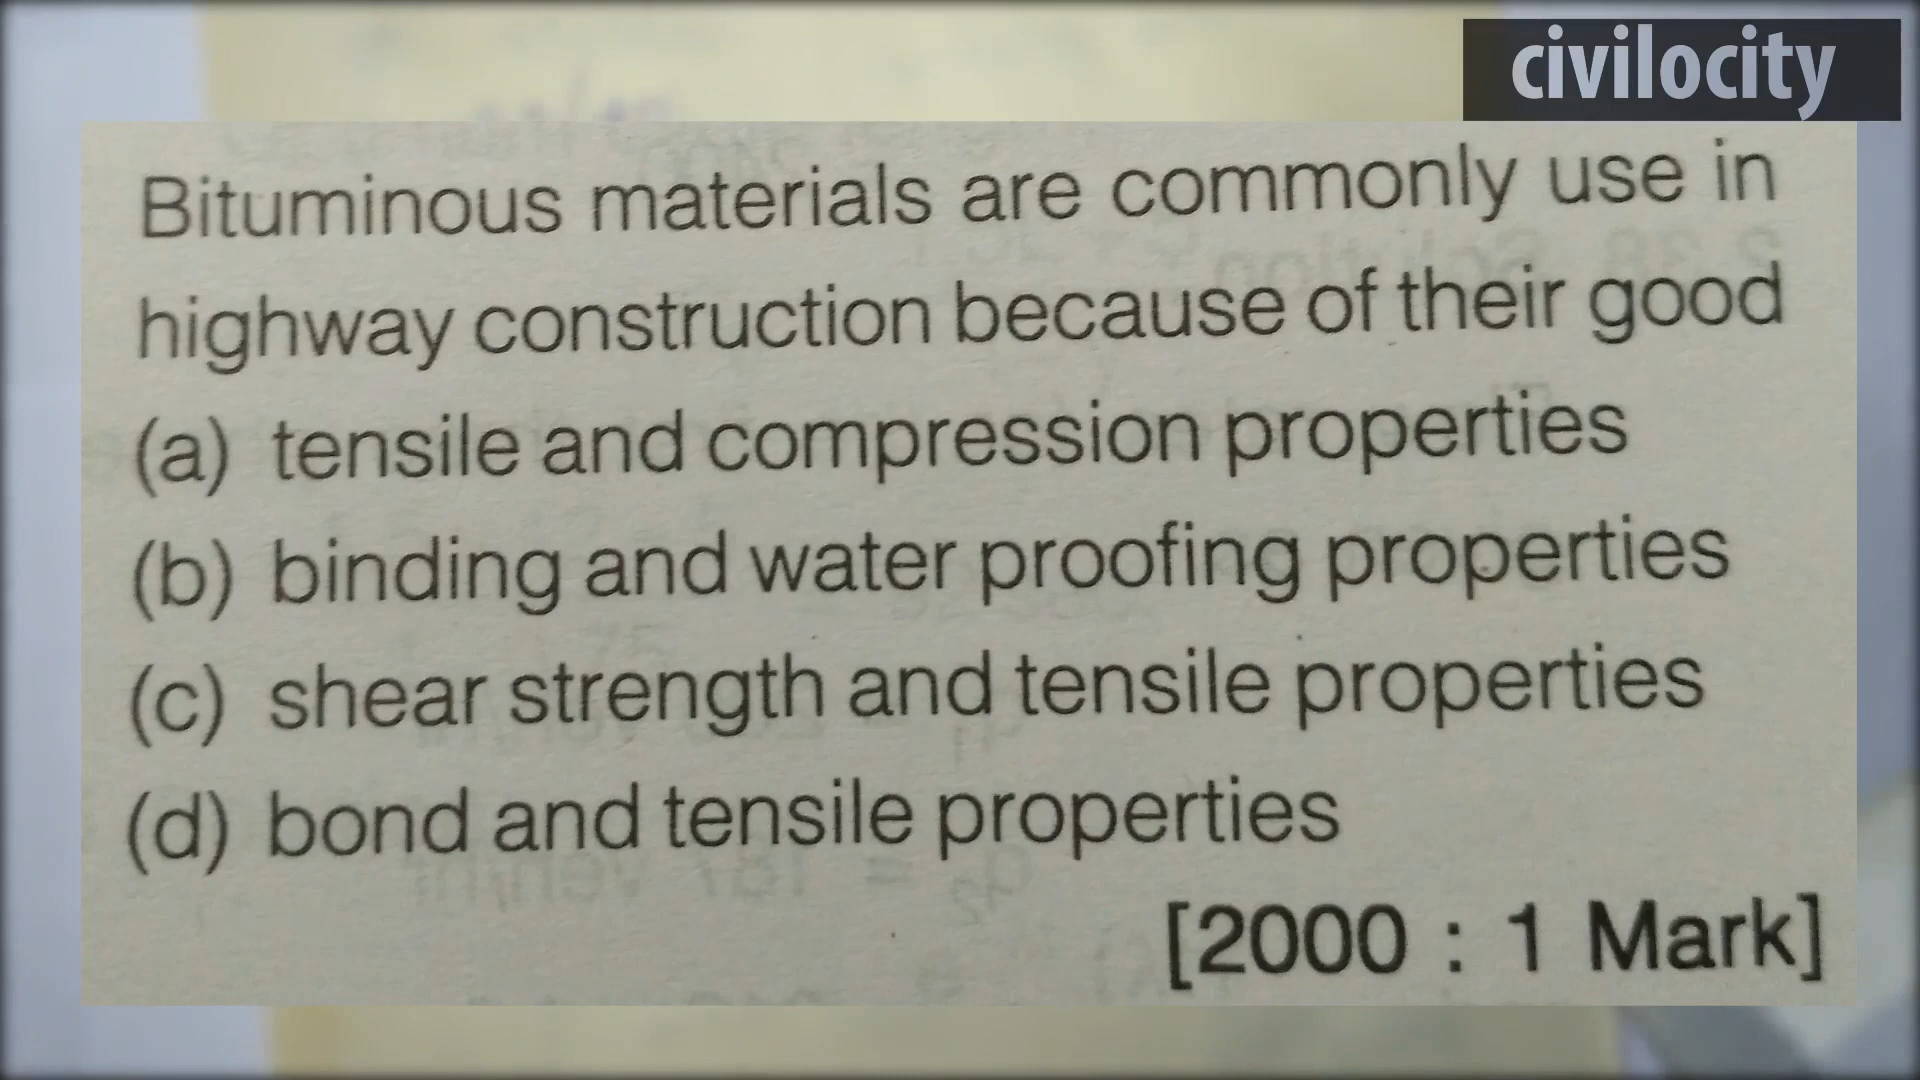 civilocity
Bituminous materials are commonly use in
highway construction because of their good
(a) tensile and compression properties
(b) binding and water proofing properties
(c) shear strength and tensile properties
(d) bond and tensile properties
[2000 : 1 Mark]